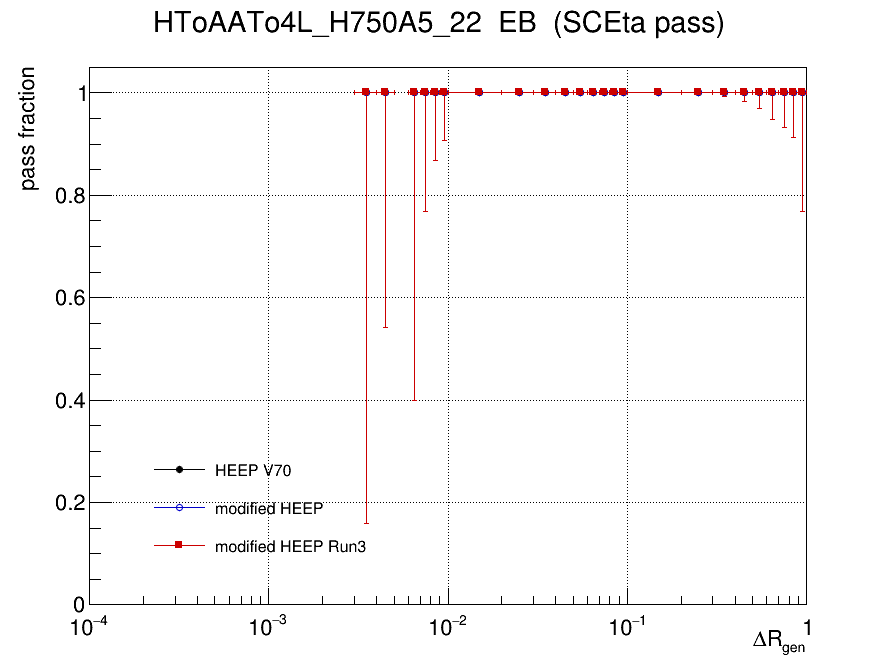 HToAATo4L_H750A5_22 EB (SCEta pass)
pass fraction
1
0.8
0.6
0.4
0.2
0
HEEP V70
modified HEEP
modified HEEP Run3
10⁻⁴ 10⁻³ 10⁻² 10⁻¹ 1
ΔR_gen